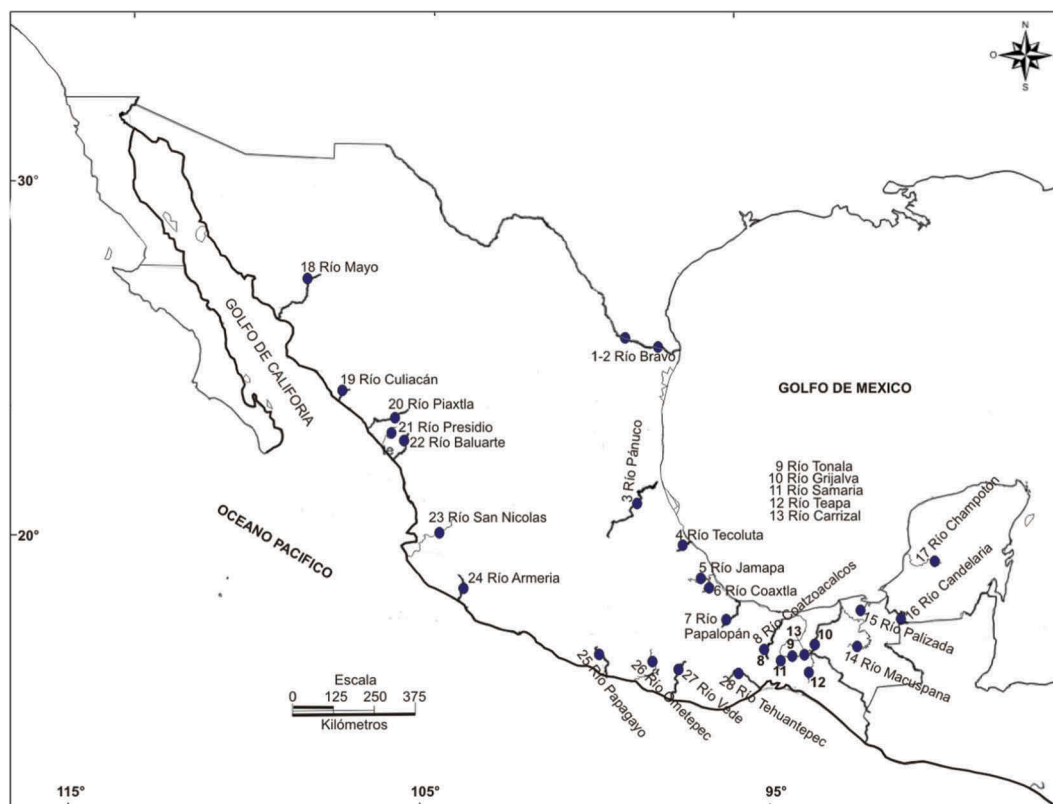 N
O
E
S
30°
18 Río Mayo
GOLFO DE CALIFORIA
1-2 Río Bravo
GOLFO DE MEXICO
19 Río Culiacán
20 Río Piaxtla
21 Río Presidio
22 Río Baluarte
le
3 Río Pánuco
9 Río Tonala
10 Río Grijalva
11 Río Samaria
12 Río Teapa
13 Río Carrizal
OCEANO PACIFICO
23 Río San Nicolas
20°
4 Río Tecoluta
17 Río Champotón
24 Río Armeria
5 Río Jamapa
6 Río Coaxtla
8 Río Coatzoacalcos
16 Río Candelaria
7 Río
Papalopán
15 Río Palizada
13
10
9
8
11
12
14 Río Macuspana
25 Río Papagayo
26 Río Ometepec
27 Río Vede
28 Río Tehuantepec
Escala
0 125 250 375
Kilómetros
115°
105°
95°